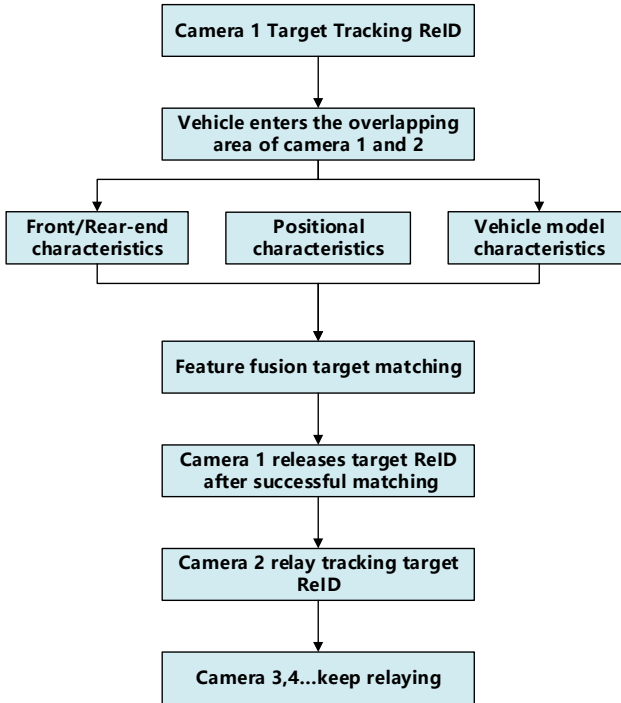 Camera 1 Target Tracking ReID
Vehicle enters the overlapping
area of camera 1 and 2
Front/Rear-end
characteristics
Positional
characteristics
Vehicle model
characteristics
Feature fusion target matching
Camera 1 releases target ReID
after successful matching
Camera 2 relay tracking target
ReID
Camera 3,4...keep relaying